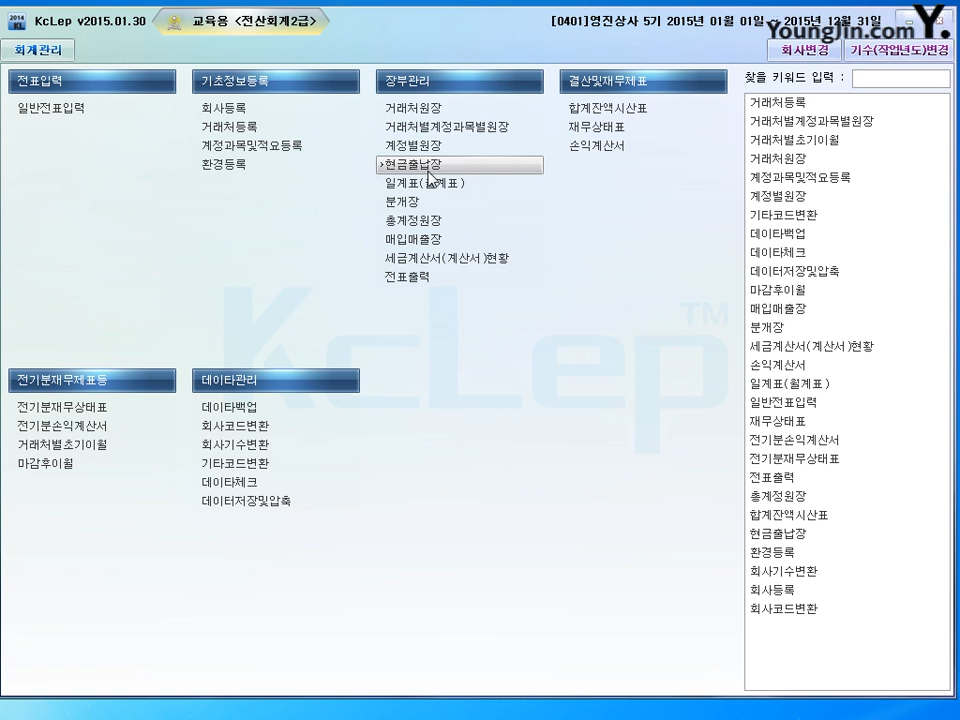 2014
KL
KcLep v2015.01.30
교육용 <전산회계2급>
[0401]영진상사 5기 2015년 01월 01일 ~ 2015년 12월 31일
YoungJin.com Y.
회계관리
회사변경
기수(작업년도)변경
전표입력
일반전표입력
기초정보등록
회사등록
거래처등록
계정과목및적요등록
환경등록
장부관리
거래처원장
거래처별계정과목별원장
계정별원장
현금출납장
일계표(월계표)
분개장
총계정원장
매입매출장
세금계산서(계산서)현황
전표출력
결산및재무제표
합계잔액시산표
재무상태표
손익계산서
전기분재무제표등
전기분재무상태표
전기분손익계산서
거래처별초기이월
마감후이월
데이타관리
데이타백업
회사코드변환
회사기수변환
기타코드변환
데이타체크
데이터저장및압축
KcLep TM
찾을 키워드 입력 :
거래처등록
거래처별계정과목별원장
거래처별초기이월
거래처원장
계정과목및적요등록
계정별원장
기타코드변환
데이타백업
데이타체크
데이터저장및압축
마감후이월
매입매출장
분개장
세금계산서(계산서)현황
손익계산서
일계표(월계표)
일반전표입력
재무상태표
전기분손익계산서
전기분재무상태표
전표출력
총계정원장
합계잔액시산표
현금출납장
환경등록
회사기수변환
회사등록
회사코드변환